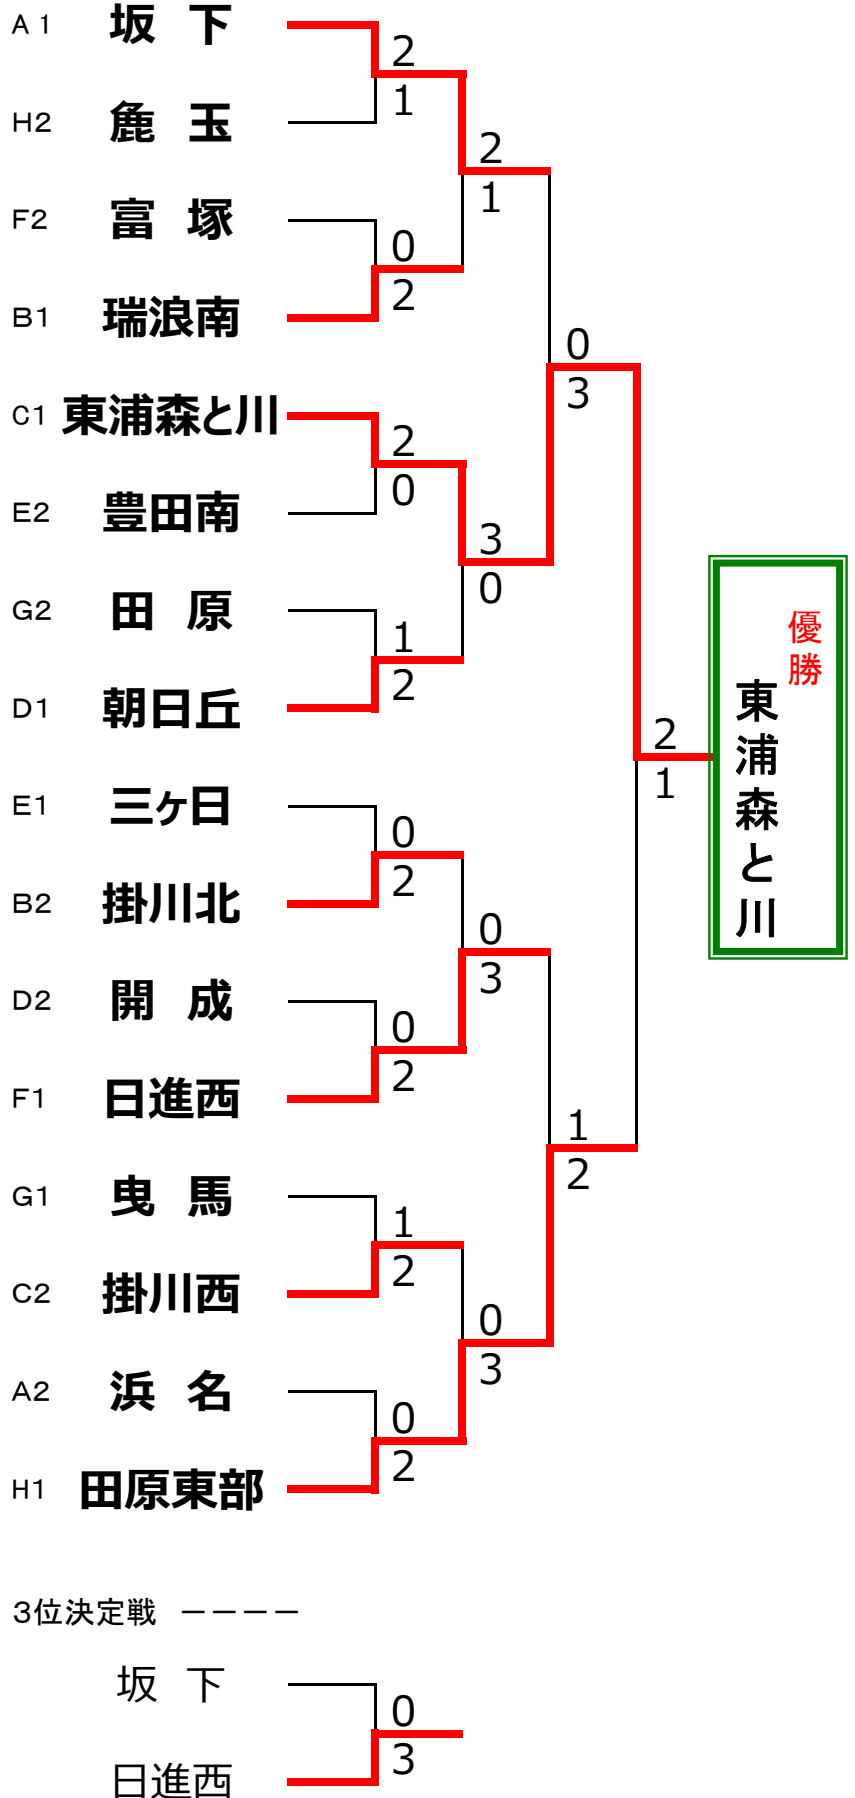 A1 坂 下
2
1
H2 麁 玉
2
1
F2 富 塚
0
2
B1 瑞浪南
0
3
C1 東浦森と川
2
0
E2 豊田南
3
0
G2 田 原
1
2
D1 朝日丘
2
1
優勝
東浦森と川
E1 三ヶ日
0
2
B2 掛川北
0
3
D2 開 成
0
2
F1 日進西
1
2
G1 曳 馬
1
2
C2 掛川西
0
3
A2 浜 名
0
2
H1 田原東部
3位決定戦 ーーーー
坂 下
0
3
日進西